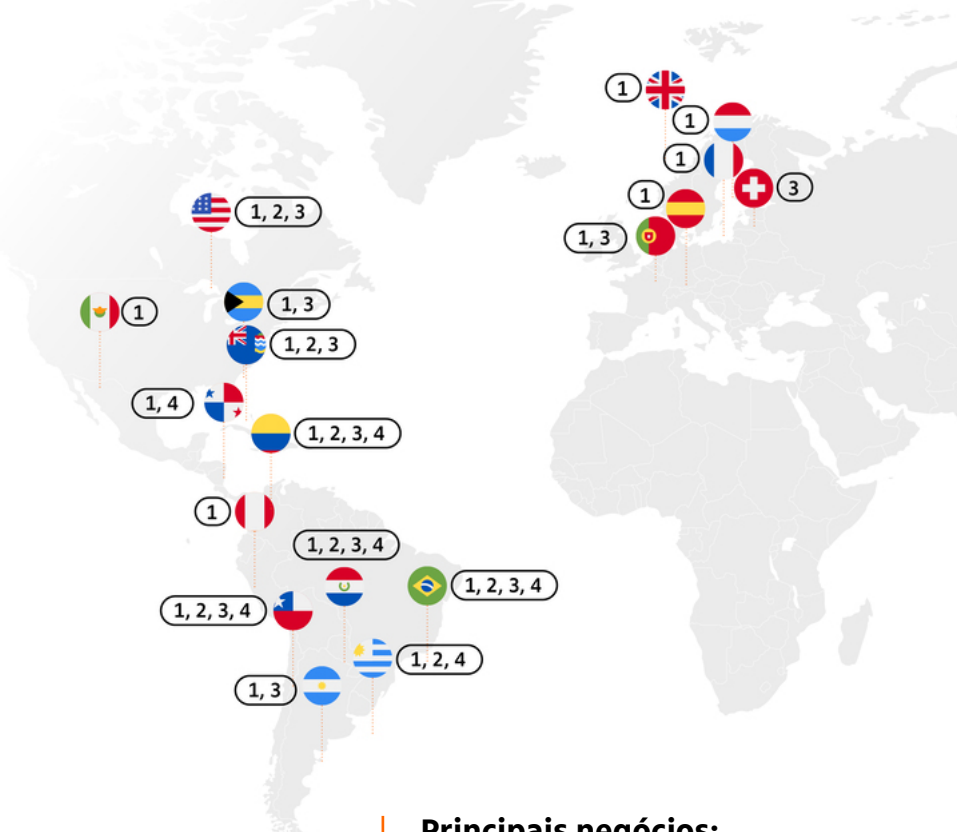 1
1
1
3
1
1, 3
1, 2, 3
1, 3
1
1, 2, 3
1, 4
1, 2, 3, 4
1
1, 2, 3, 4
1, 2, 3, 4
1, 2, 3, 4
1, 2, 4
1, 3
Principais negócios: